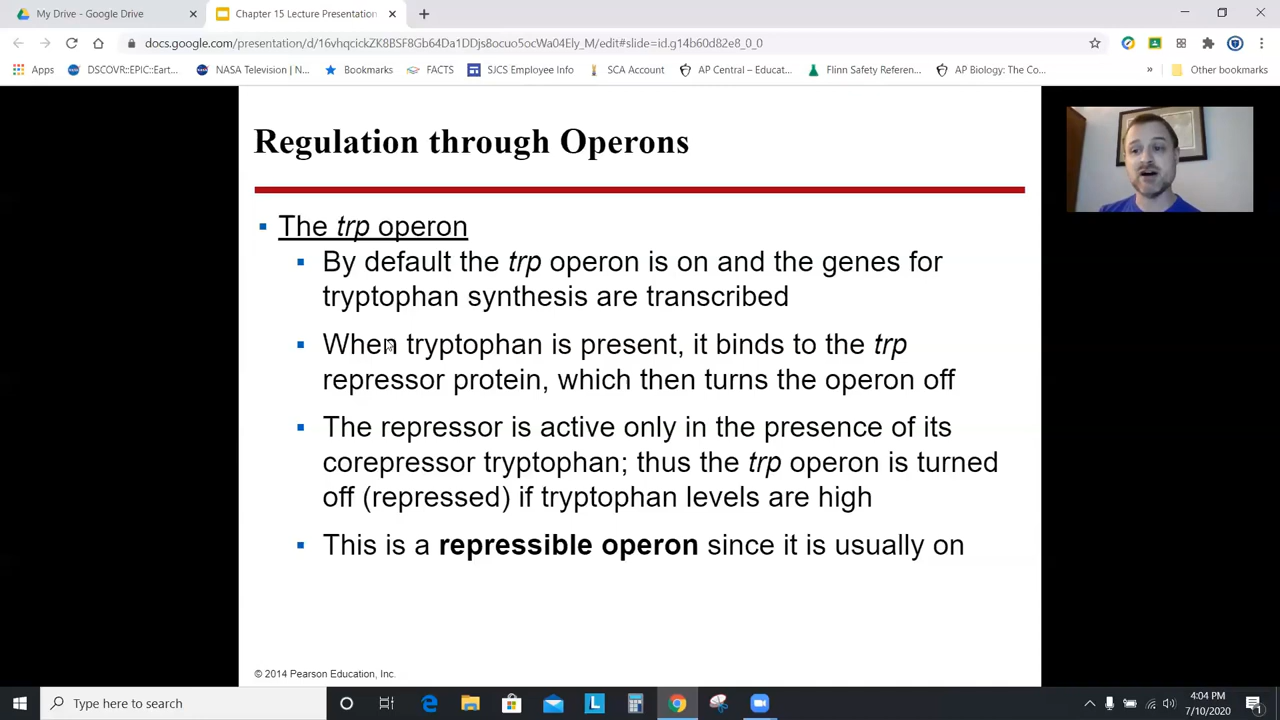 My Drive - Google Drive
Chapter 15 Lecture Presentation
docs.google.com/presentation/d/16vhqcickZK8BSF8GD64D1DDjs8ocuo5ocWa04Ely_M/edit#slide=id.g14b60d82e8_0_0
Apps
DSCOVR::EPIC::Eart...
NASA Television | N...
Bookmarks
FACTS
SJCS Employee Info
SCA Account
AP Central – Educat...
Flinn Safety Referen...
AP Biology: The Co...
»
Other bookmarks
Regulation through Operons
The trp operon
By default the trp operon is on and the genes for
tryptophan synthesis are transcribed
When tryptophan is present, it binds to the trp
repressor protein, which then turns the operon off
The repressor is active only in the presence of its
corepressor tryptophan; thus the trp operon is turned
off (repressed) if tryptophan levels are high
This is a repressible operon since it is usually on
© 2014 Pearson Education, Inc.
Type here to search
4:04 PM
7/10/2020